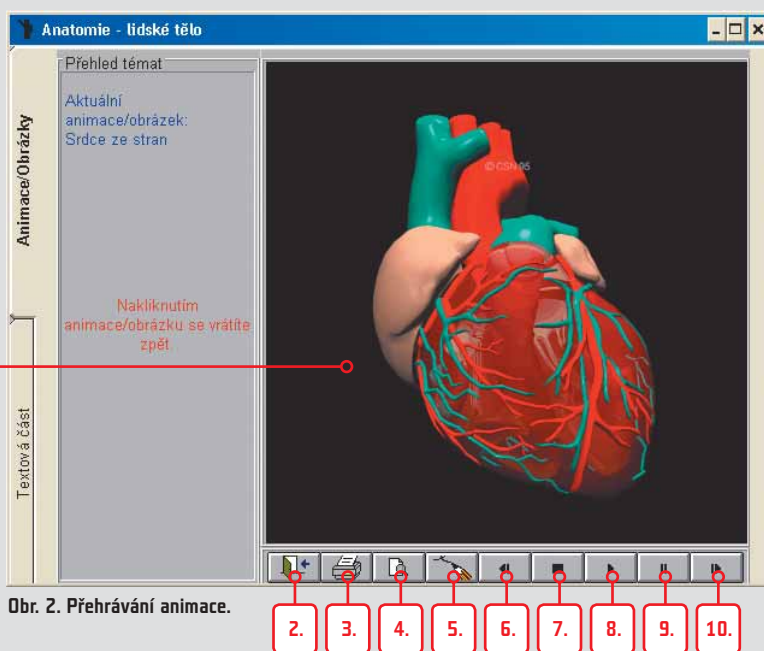 Anatomie - lidské tělo
Přehled témat
Aktuální
animace/obrázek:
Srdce ze stran
Animace/Obrázky
© CSN 95
Nakliknutím
animace/obrázku se vrátíte
zpět
Textová část
Obr. 2. Přehrávání animace.
2. 3. 4. 5. 6. 7. 8. 9. 10.